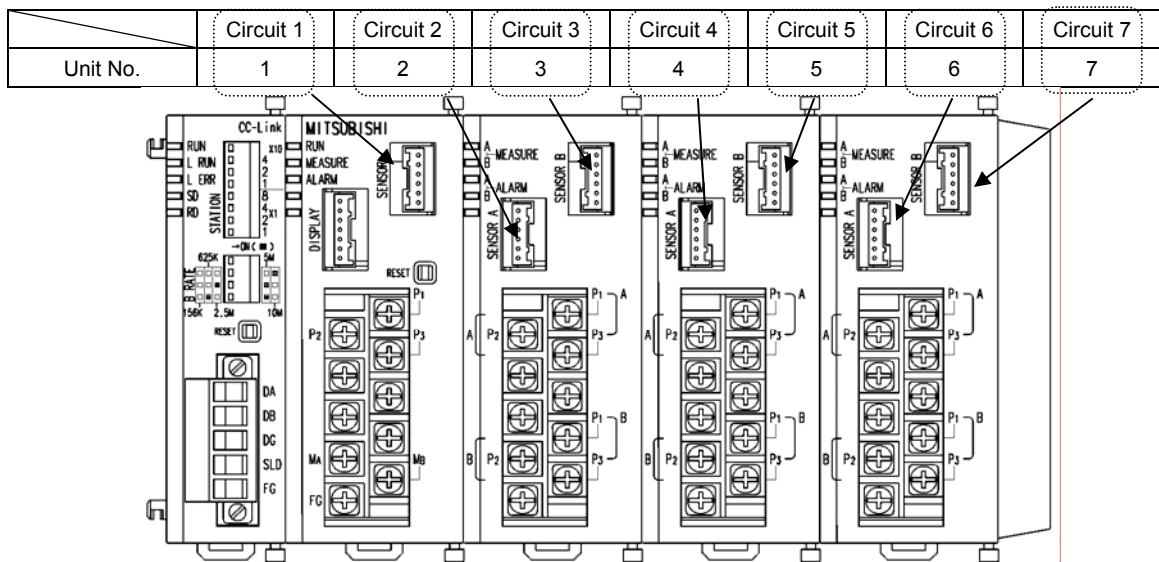 Circuit 1 Circuit 2 Circuit 3 Circuit 4 Circuit 5 Circuit 6 Circuit 7
Unit No. 1 2 3 4 5 6 7
CC-Link
RUN
L RUN
L ERR
SD
RD
STATION
X10
4
2
1
8
4 X1
2
1
→ON(■)
B RATE
625K 5M
156K 2.5M 10M
RESET
DA
DB
DG
SLD
FG
MITSUBISHI
RUN
MEASURE
ALARM
SENSOR
DISPLAY
RESET
P1
P2 P3
MA MB
FG
A
B MEASURE
A
B ALARM
SENSOR B
SENSOR A
P1 A
A P2 P3
P1 B
B P2 P3
A
B MEASURE
A
B ALARM
SENSOR B
SENSOR A
P1 A
A P2 P3
P1 B
B P2 P3
A
B MEASURE
A
B ALARM
SENSOR B
SENSOR A
P1 A
A P2 P3
P1 B
B P2 P3